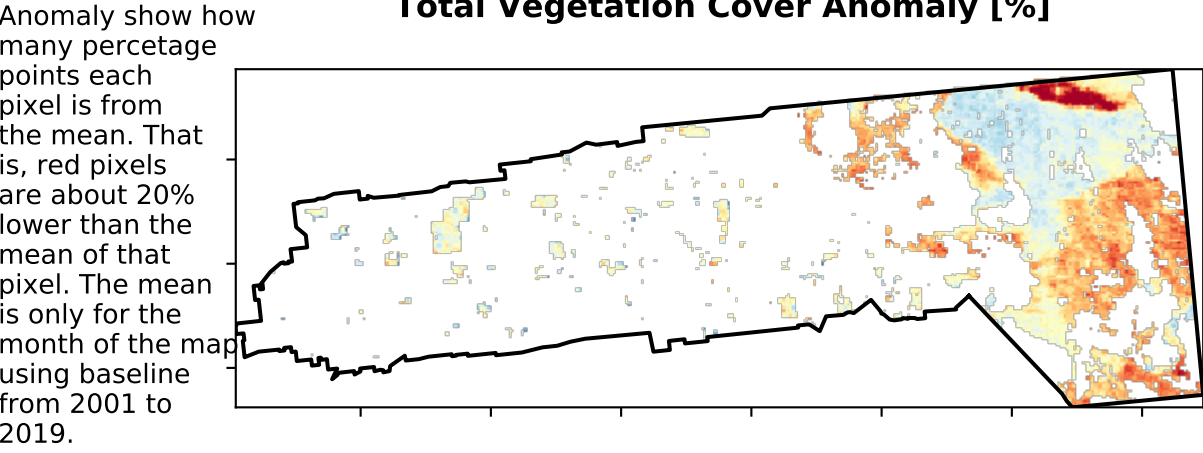 Total Vegetation Cover Anomaly [%]
Anomaly show how
many percetage
points each
pixel is from
the mean. That
is, red pixels
are about 20%
lower than the
mean of that
pixel. The mean
is only for the
month of the map
using baseline
from 2001 to
2019.